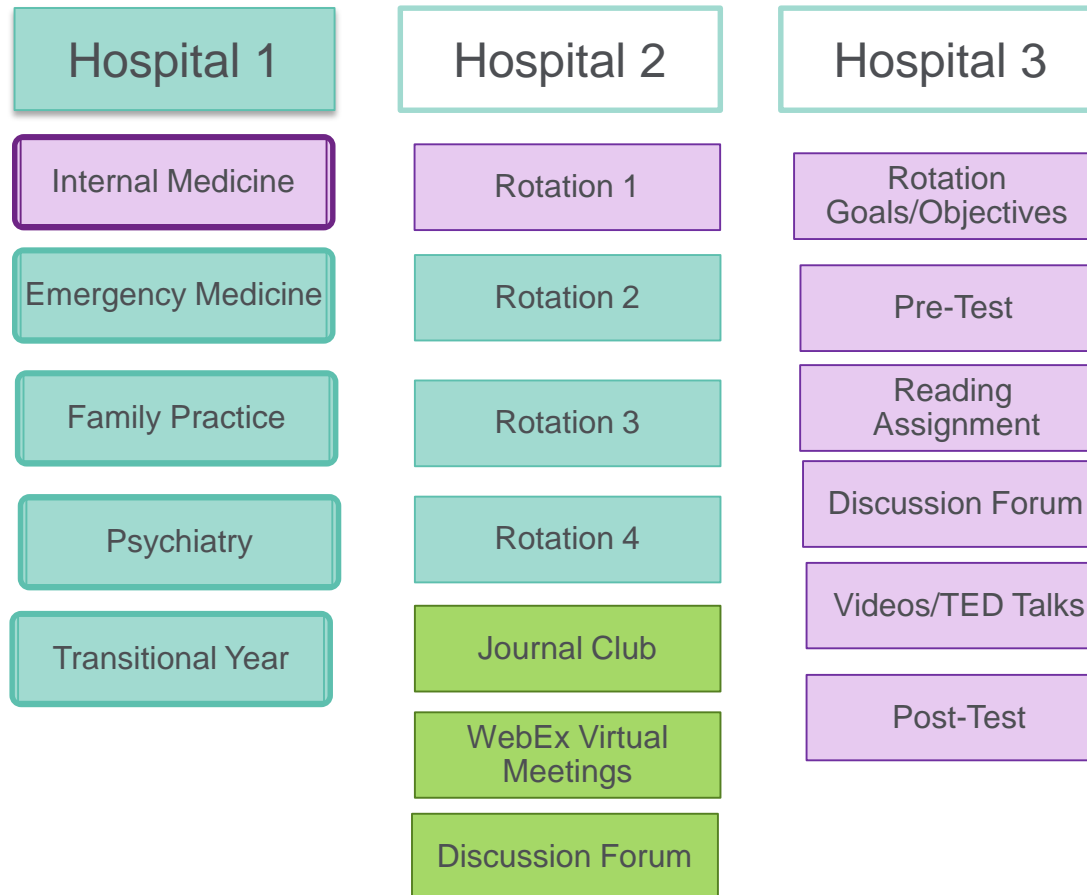 Hospital 1
Hospital 2
Hospital 3
Internal Medicine
Emergency Medicine
Family Practice
Psychiatry
Transitional Year
Rotation 1
Rotation 2
Rotation 3
Rotation 4
Journal Club
WebEx Virtual
Meetings
Discussion Forum
Rotation
Goals/Objectives
Pre-Test
Reading
Assignment
Discussion Forum
Videos/TED Talks
Post-Test